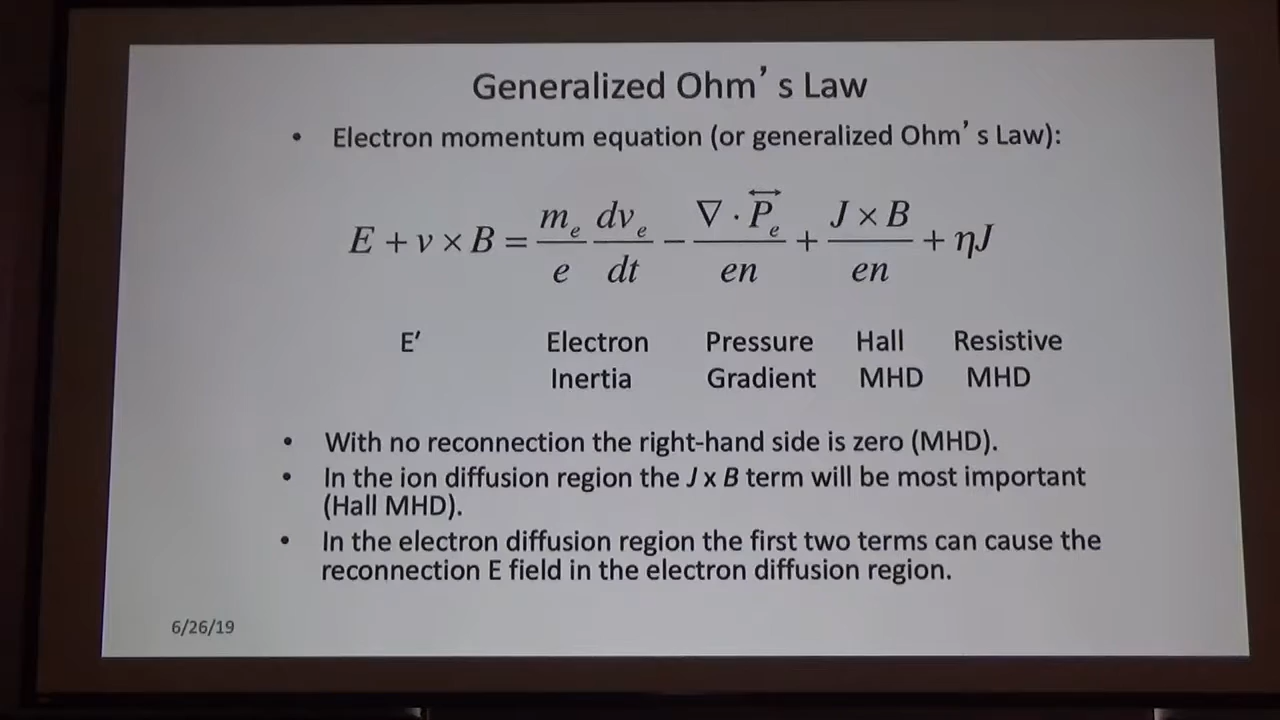 Generalized Ohm’s Law
• Electron momentum equation (or generalized Ohm’s Law):
E + v × B = m_e/e dv_e/dt − ∇ · P⃡_e/en + J × B/en + ηJ
E′ Electron Pressure Hall Resistive
Inertia Gradient MHD MHD
• With no reconnection the right-hand side is zero (MHD).
• In the ion diffusion region the J x B term will be most important
(Hall MHD).
• In the electron diffusion region the first two terms can cause the
reconnection E field in the electron diffusion region.
6/26/19